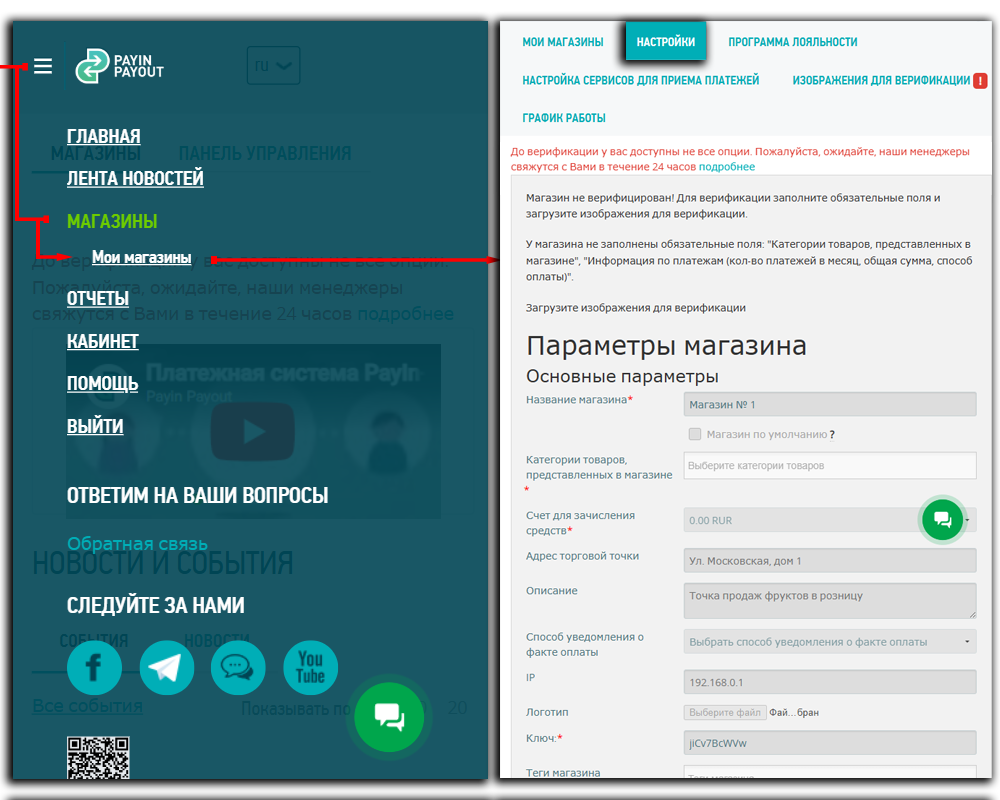 PAYIN
PAYOUT
ru
ГЛАВНАЯ
МАГАЗИНЫ
ПАНЕЛЬ УПРАВЛЕНИЯ
ЛЕНТА НОВОСТЕЙ
МАГАЗИНЫ
Мои магазины
До вер
у вас доступны не все опции.
Пожалуйста, ожидайте, наши менеджеры
свяжутся с Вами в течение 24 часов подробнее
ОТЧЕТЫ
КАБИНЕТ
Платежная система PayIn
Payin Payout
ПОМОЩЬ
ВЫЙТИ
ОТВЕТИМ НА ВАШИ ВОПРОСЫ
Обратная связь
НОВОСТИ И СОБЫТИЯ
СЛЕДУЙТЕ ЗА НАМИ
СОБЫТИЯ
НОВОСТИ
f
You
Tube
Все события
Показывать по
20
МОИ МАГАЗИНЫ
НАСТРОЙКИ
ПРОГРАММА ЛОЯЛЬНОСТИ
НАСТРОЙКА СЕРВИСОВ ДЛЯ ПРИЕМА ПЛАТЕЖЕЙ
ИЗОБРАЖЕНИЯ ДЛЯ ВЕРИФИКАЦИИ !
ГРАФИК РАБОТЫ
До верификации у вас доступны не все опции. Пожалуйста, ожидайте, наши менеджеры
свяжутся с Вами в течение 24 часов подробнее
Магазин не верифицирован! Для верификации заполните обязательные поля и
загрузите изображения для верификации.
У магазина не заполнены обязательные поля: "Категории товаров, представленных в
магазине", "Информация по платежам (кол-во платежей в месяц, общая сумма, способ
оплаты)".
Загрузите изображения для верификации
Параметры магазина
Основные параметры
Название магазина*
Магазин № 1
Магазин по умолчанию ?
Категории товаров,
представленных в магазине
*
Выберите категории товаров
Счет для зачисления
средств*
0.00 RUR
Адрес торговой точки
Ул. Московская, дом 1
Описание
Точка продаж фруктов в розницу
Способ уведомления о
факте оплаты
Выбрать способ уведомления о факте оплаты
IP
192.168.0.1
Логотип
Выберите файл Фай...бран
Ключ:*
jiCv7BcWVw
Теги магазина
Теги магазина